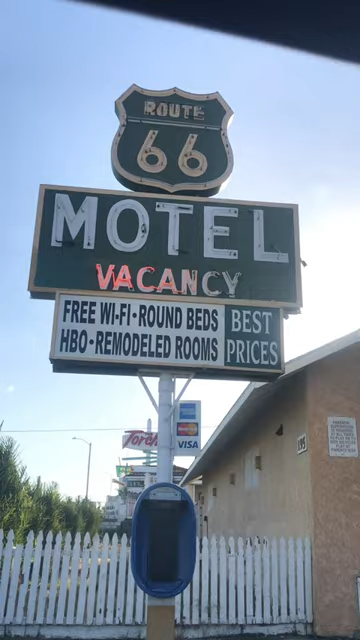 ROUTE
66
MOTEL
VACANCY
FREE WI-FI • ROUND BEDS
HBO • REMODELED ROOMS
BEST
PRICES
Torch
VISA